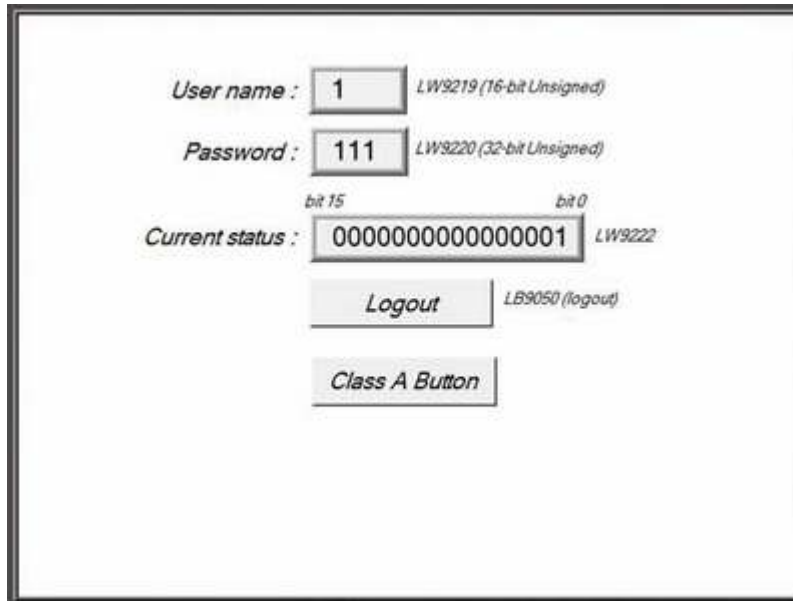 User name : 1 LW9219 (16-bit Unsigned)
Password : 111 LW9220 (32-bit Unsigned)
bit 15 bit 0
Current status : 0000000000000001 LW9222
Logout LB9050 (logout)
Class A Button